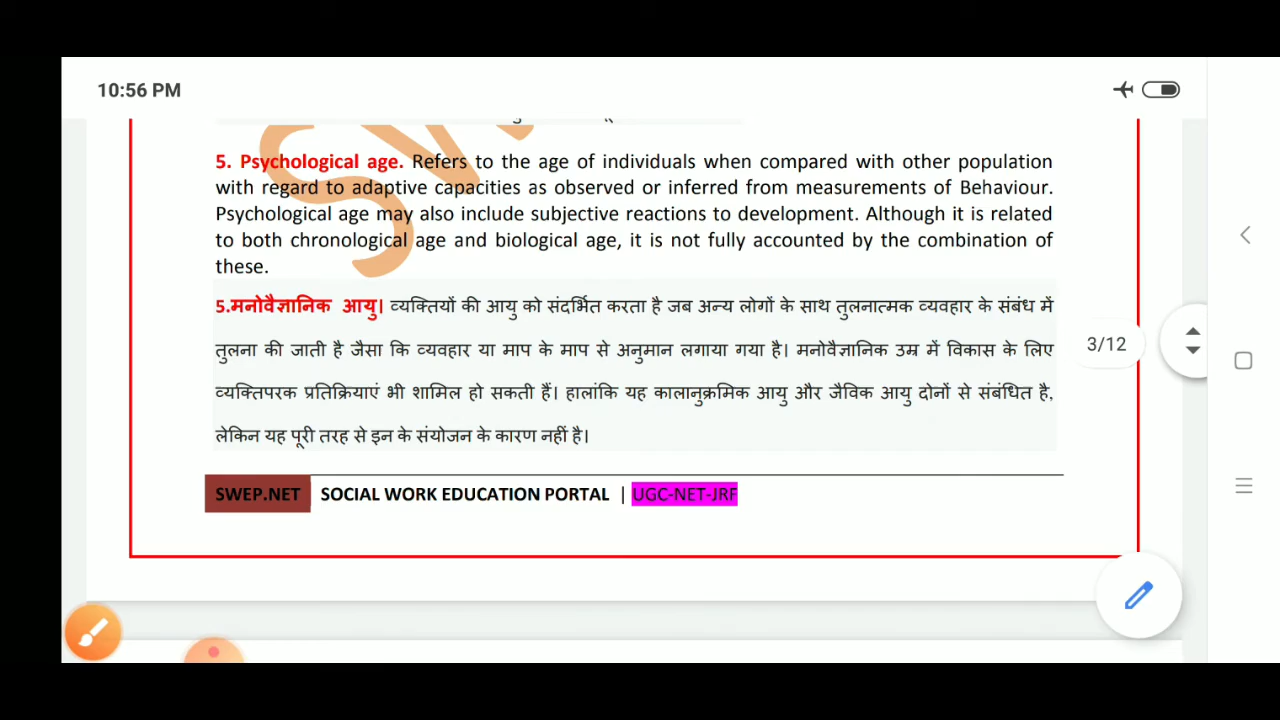 10:56 PM
5. Psychological age. Refers to the age of individuals when compared with other population
with regard to adaptive capacities as observed or inferred from measurements of Behaviour.
Psychological age may also include subjective reactions to development. Although it is related
to both chronological age and biological age, it is not fully accounted by the combination of
these.
5.मनोवैज्ञानिक आयु। व्यक्तियों की आयु को संदर्भित करता है जब अन्य लोगों के साथ तुलनात्मक व्यवहार के संबंध में
तुलना की जाती है जैसा कि व्यवहार या माप के माप से अनुमान लगाया गया है। मनोवैज्ञानिक उम्र में विकास के लिए
3/12
व्यक्तिपरक प्रतिक्रियाएं भी शामिल हो सकती हैं। हालांकि यह कालानुक्रमिक आयु और जैविक आयु दोनों से संबंधित है,
लेकिन यह पूरी तरह से इन के संयोजन के कारण नहीं है।
SWEP.NET SOCIAL WORK EDUCATION PORTAL | UGC-NET-JRF